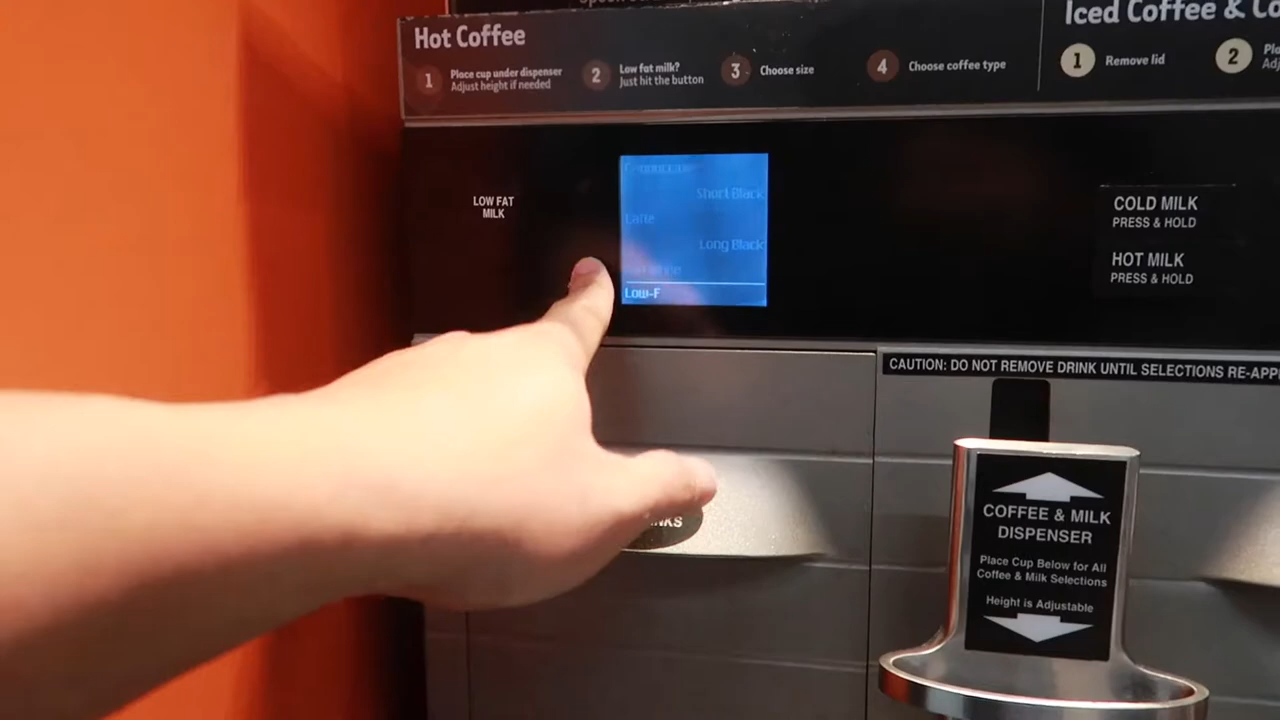 Hot Coffee
1
Place cup under dispenser
Adjust height if needed
2
Low fat milk?
Just hit the button
3
Choose size
4
Choose coffee type
Iced Coffee & Co
1
Remove lid
2
LOW FAT
MILK
Cappuccino
Short Black
Latte
Long Black
Low-F
COLD MILK
PRESS & HOLD
HOT MILK
PRESS & HOLD
CAUTION: DO NOT REMOVE DRINK UNTIL SELECTIONS RE-APP
COFFEE & MILK
DISPENSER
Place Cup Below for All
Coffee & Milk Selections
Height is Adjustable